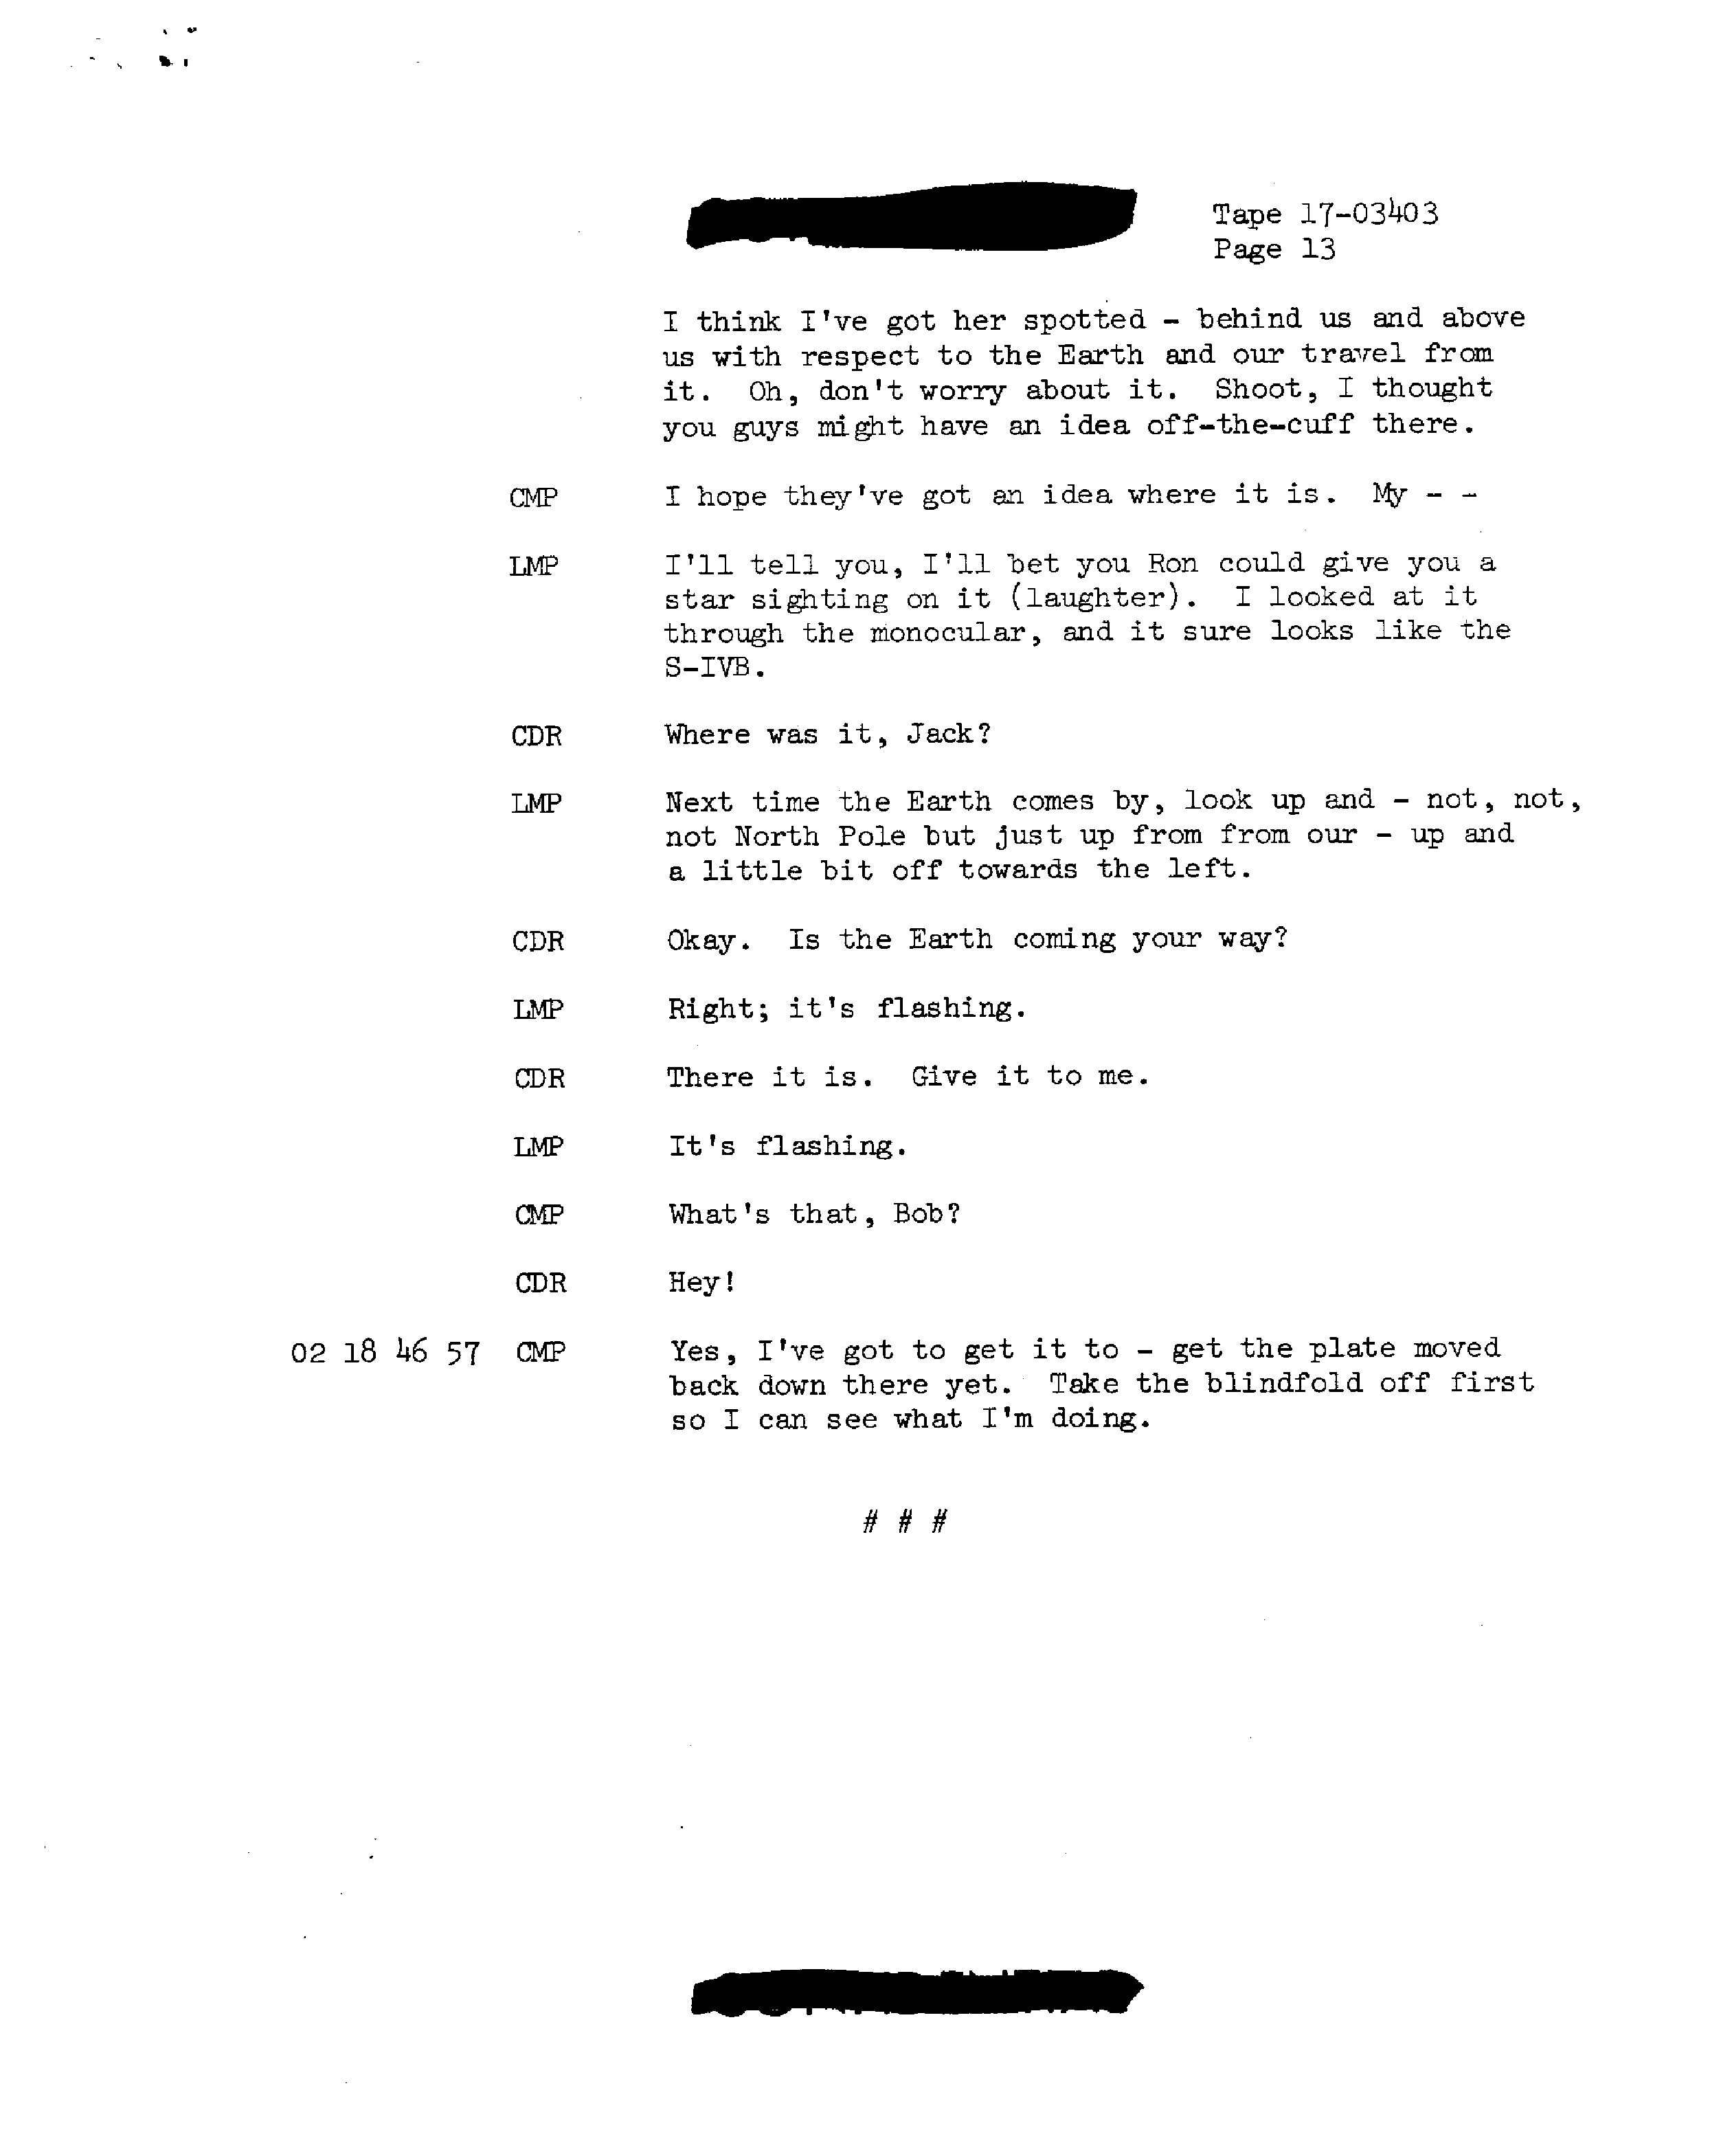 Tape 17-03403
Page 13
I think I've got her spotted - behind us and above
us with respect to the Earth and our travel from
it. Oh, don't worry about it. Shoot, I thought
you guys might have an idea off-the-cuff there.
CMP I hope they've got an idea where it is. My - -
LMP I'll tell you, I'll bet you Ron could give you a
star sighting on it (laughter). I looked at it
through the monocular, and it sure looks like the
S-IVB.
CDR Where was it, Jack?
LMP Next time the Earth comes by, look up and - not, not,
not North Pole but just up from from our - up and
a little bit off towards the left.
CDR Okay. Is the Earth coming your way?
LMP Right; it's flashing.
CDR There it is. Give it to me.
LMP It's flashing.
CMP What's that, Bob?
CDR Hey!
02 18 46 57 CMP Yes, I've got to get it to - get the plate moved
back down there yet. Take the blindfold off first
so I can see what I'm doing.
# # #